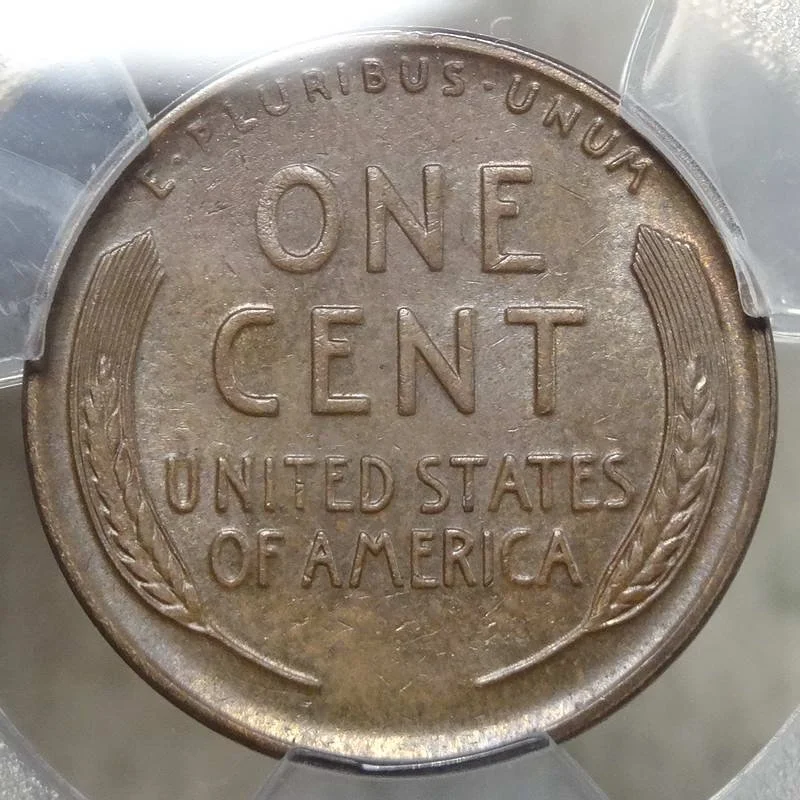 E·PLURIBUS·UNUM
ONE
CENT
UNITED STATES
OF AMERICA